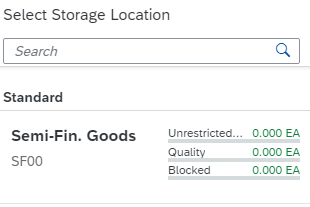 Select Storage Location
Search
Standard
Semi-Fin. Goods
SF00
Unrestricted... 0.000 EA
Quality 0.000 EA
Blocked 0.000 EA